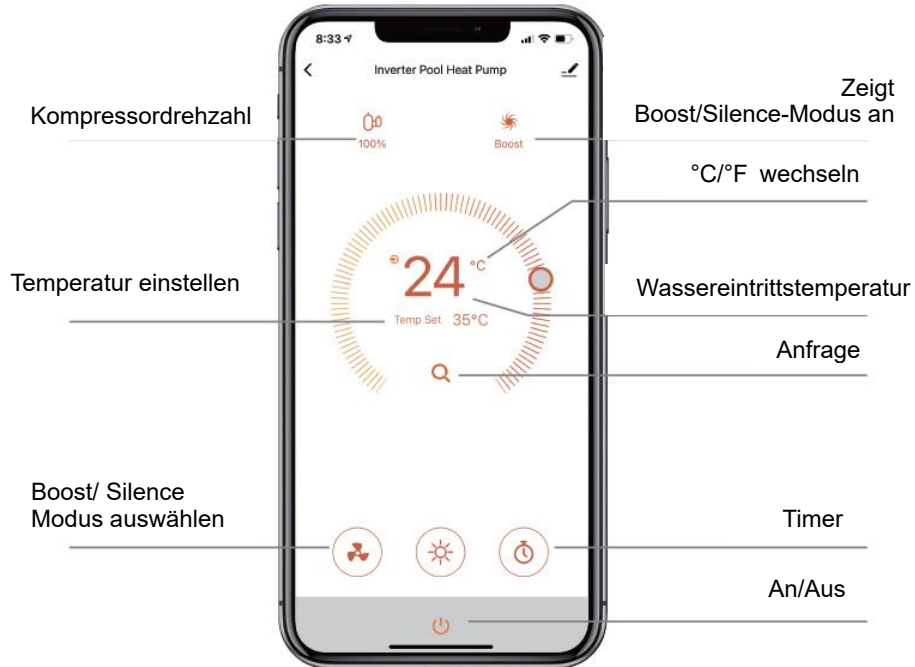 8:33
Inverter Pool Heat Pump
Kompressordrehzahl
Zeigt
Boost/Silence-Modus an
100%
Boost
°C/°F wechseln
24 °C
Temperatur einstellen
Wassereintrittstemperatur
Temp Set 35°C
Anfrage
Boost/ Silence
Modus auswählen
Timer
An/Aus